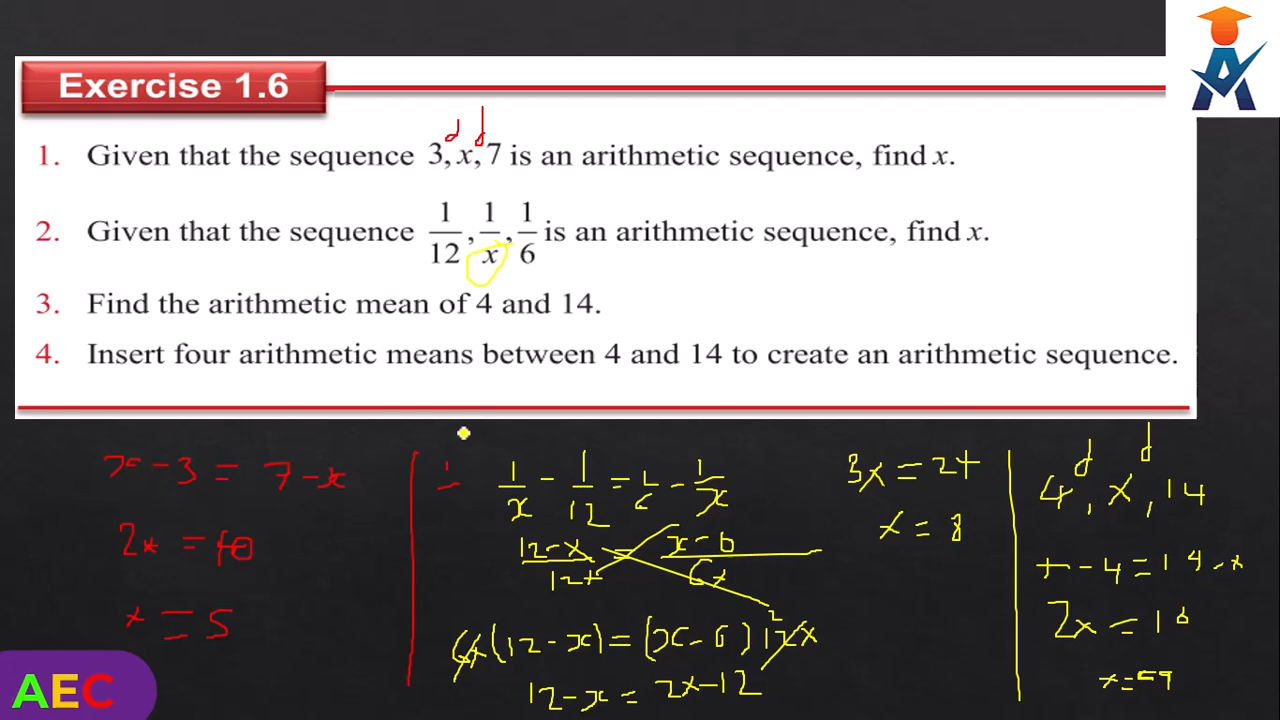 Exercise 1.6
d d
1. Given that the sequence 3, x, 7 is an arithmetic sequence, find x.
2. Given that the sequence 1/12, 1/x, 1/6 is an arithmetic sequence, find x.
3. Find the arithmetic mean of 4 and 14.
4. Insert four arithmetic means between 4 and 14 to create an arithmetic sequence.
x - 3 = 7 - x
2x = 10
x = 5
1/x - 1/12 = 1/6 - 1/x
12-x/12x = x-6/6x
6x(12-x) = (x-6)12x
2
12-x = 2x-12
3x = 24
x = 8
d d
4, x, 14
x - 4 = 14 - x
2x = 18
x = 9
AEC